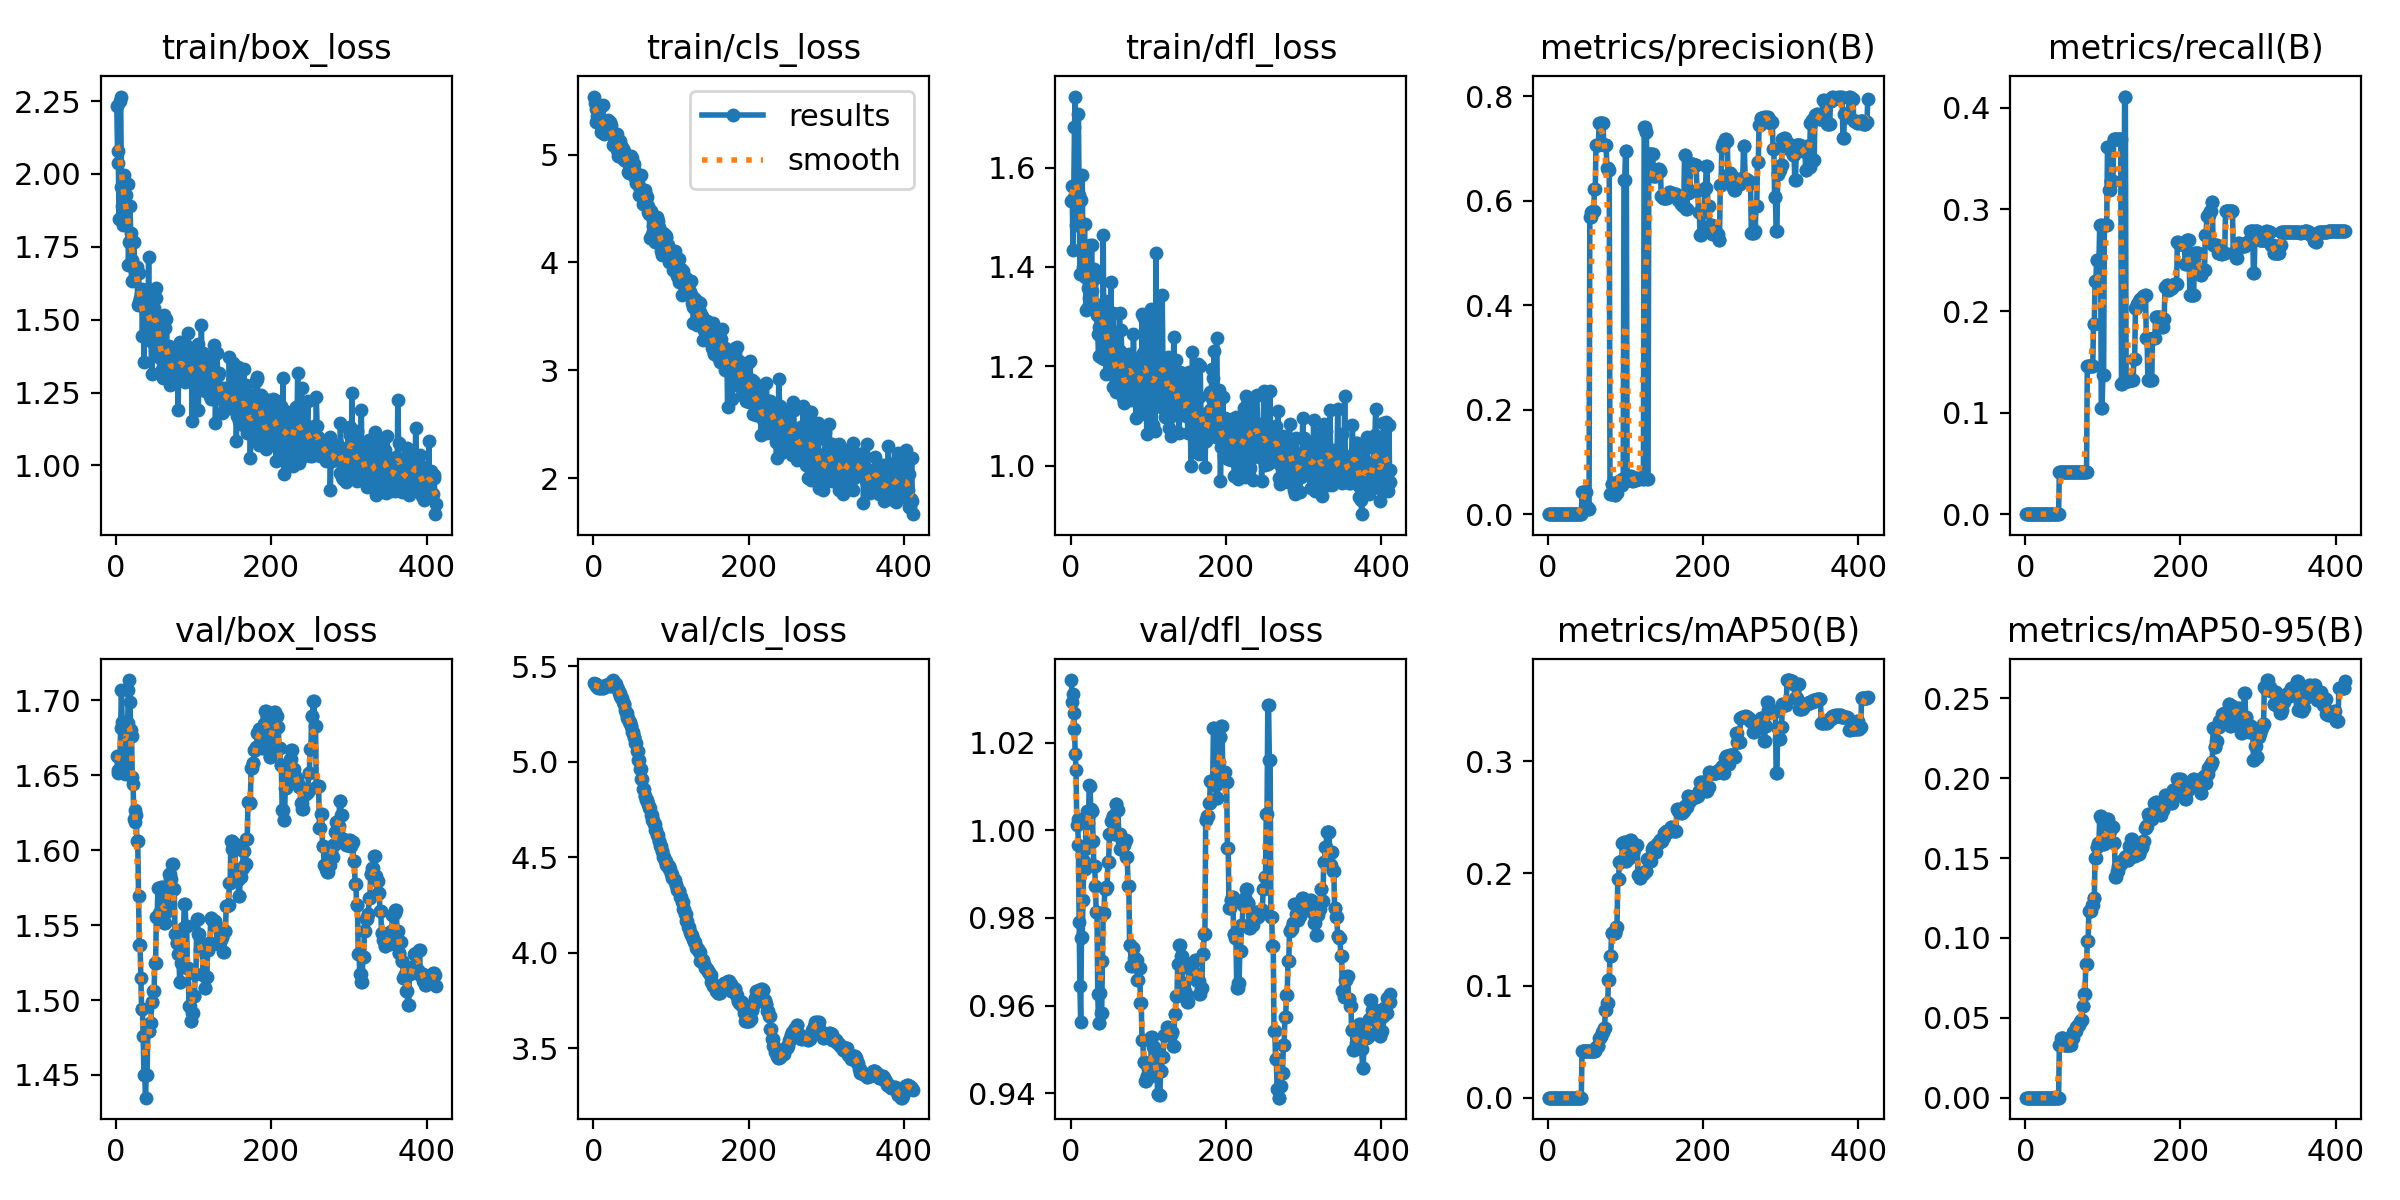 train/box_loss
2.25
2.00
1.75
1.50
1.25
1.00
0 200 400
train/cls_loss
results
smooth
5
4
3
2
0 200 400
train/dfl_loss
1.6
1.4
1.2
1.0
0 200 400
metrics/precision(B)
0.8
0.6
0.4
0.2
0.0
0 200 400
metrics/recall(B)
0.4
0.3
0.2
0.1
0.0
0 200 400
val/box_loss
1.70
1.65
1.60
1.55
1.50
1.45
0 200 400
val/cls_loss
5.5
5.0
4.5
4.0
3.5
0 200 400
val/dfl_loss
1.02
1.00
0.98
0.96
0.94
0 200 400
metrics/mAP50(B)
0.3
0.2
0.1
0.0
0 200 400
metrics/mAP50-95(B)
0.25
0.20
0.15
0.10
0.05
0.00
0 200 400